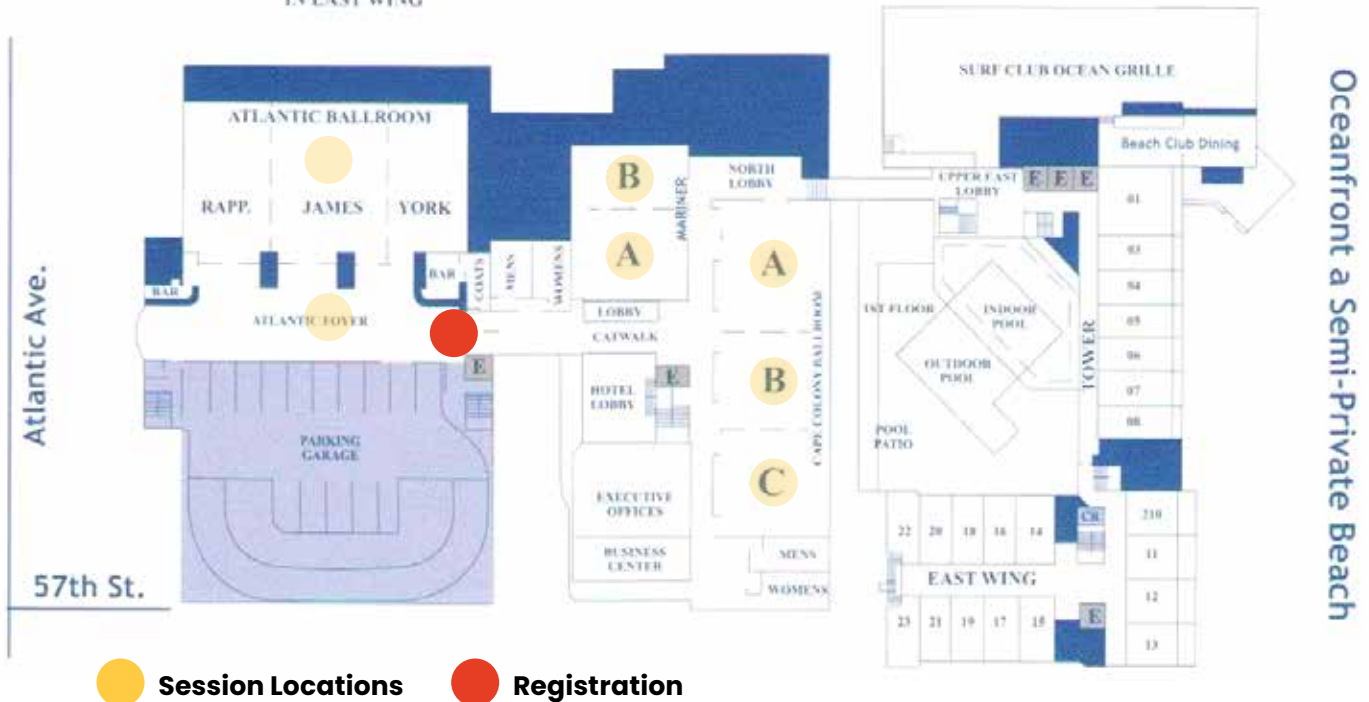 IN EAST WING
SURF CLUB OCEAN GRILLE
Beach Club Dining
UPPER EAST
LOBBY
E E E
ATLANTIC BALLROOM
RAPP.
JAMES
YORK
BAR
BAR
COATS
MENS
WOMENS
ATLANTIC FOYER
E
PARKING
GARAGE
B
A
MARINER
LOBBY
CATWALK
NORTH
LOBBY
A
B
C
CAPE COLONY BALLROOM
HOTEL
LOBBY
E
EXECUTIVE
OFFICES
BUSINESS
CENTER
MENS
WOMENS
1ST FLOOR
INDOOR
POOL
OUTDOOR
POOL
POOL
PATIO
TOWER
01
03
04
05
06
07
08
22 20 18 16 14
CR
210
11
EAST WING
12
23 21 19 17 15
E
13
Atlantic Ave.
57th St.
Oceanfront a Semi-Private Beach
Session Locations
Registration